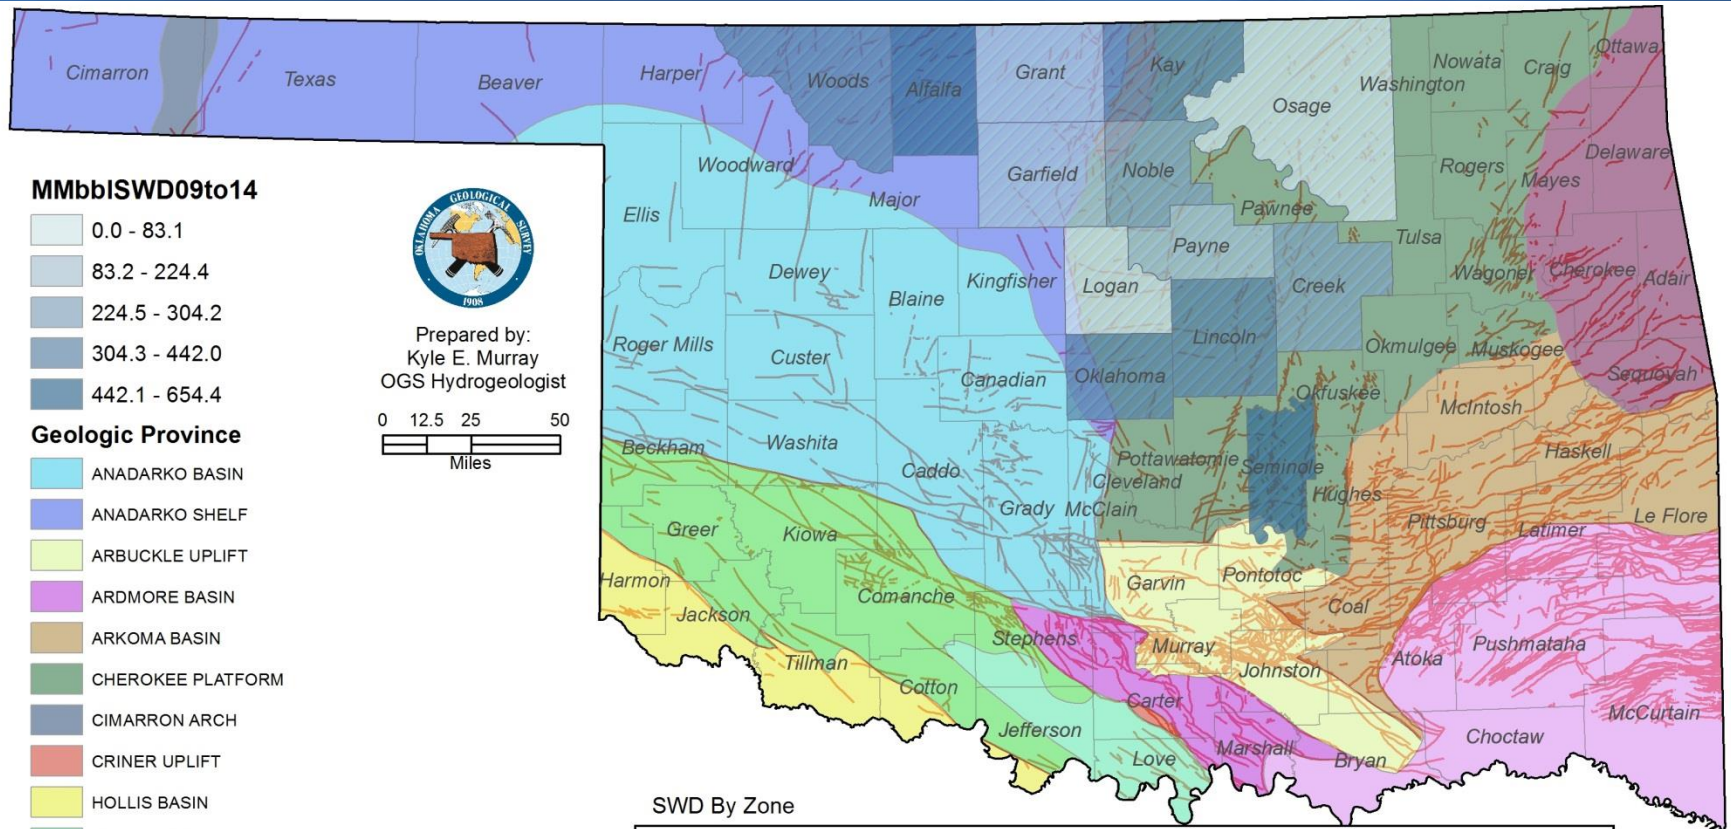 MMbblSWD09to14
0.0 - 83.1
83.2 - 224.4
224.5 - 304.2
304.3 - 442.0
442.1 - 654.4
Geologic Province
ANADARKO BASIN
ANADARKO SHELF
ARBUCKLE UPLIFT
ARDMORE BASIN
ARKOMA BASIN
CHEROKEE PLATFORM
CIMARRON ARCH
CRINER UPLIFT
HOLLIS BASIN
OKLAHOMA GEOLOGICAL SURVEY
1908
Prepared by:
Kyle E. Murray
OGS Hydrogeologist
0 12.5 25 50
Miles
Cimarron
Texas
Beaver
Harper
Woods
Alfalfa
Grant
Kay
Osage
Washington
Nowata
Craig
Ottawa
Woodward
Ellis
Major
Garfield
Noble
Pawnee
Rogers
Mayes
Delaware
Dewey
Blaine
Kingfisher
Logan
Payne
Creek
Tulsa
Wagoner
Cherokee
Adair
Roger Mills
Custer
Canadian
Oklahoma
Lincoln
Okfuskee
Okmulgee
Muskogee
Sequoyah
McIntosh
Beckham
Washita
Caddo
Grady
McClain
Cleveland
Pottawatomie
Seminole
Hughes
Pittsburg
Haskell
Latimer
Le Flore
Greer
Kiowa
Harmon
Jackson
Comanche
Tillman
Cotton
Stephens
Garvin
Pontotoc
Coal
Murray
Johnston
Atoka
Pushmataha
McCurtain
Carter
Jefferson
Love
Marshall
Bryan
Choctaw
SWD By Zone